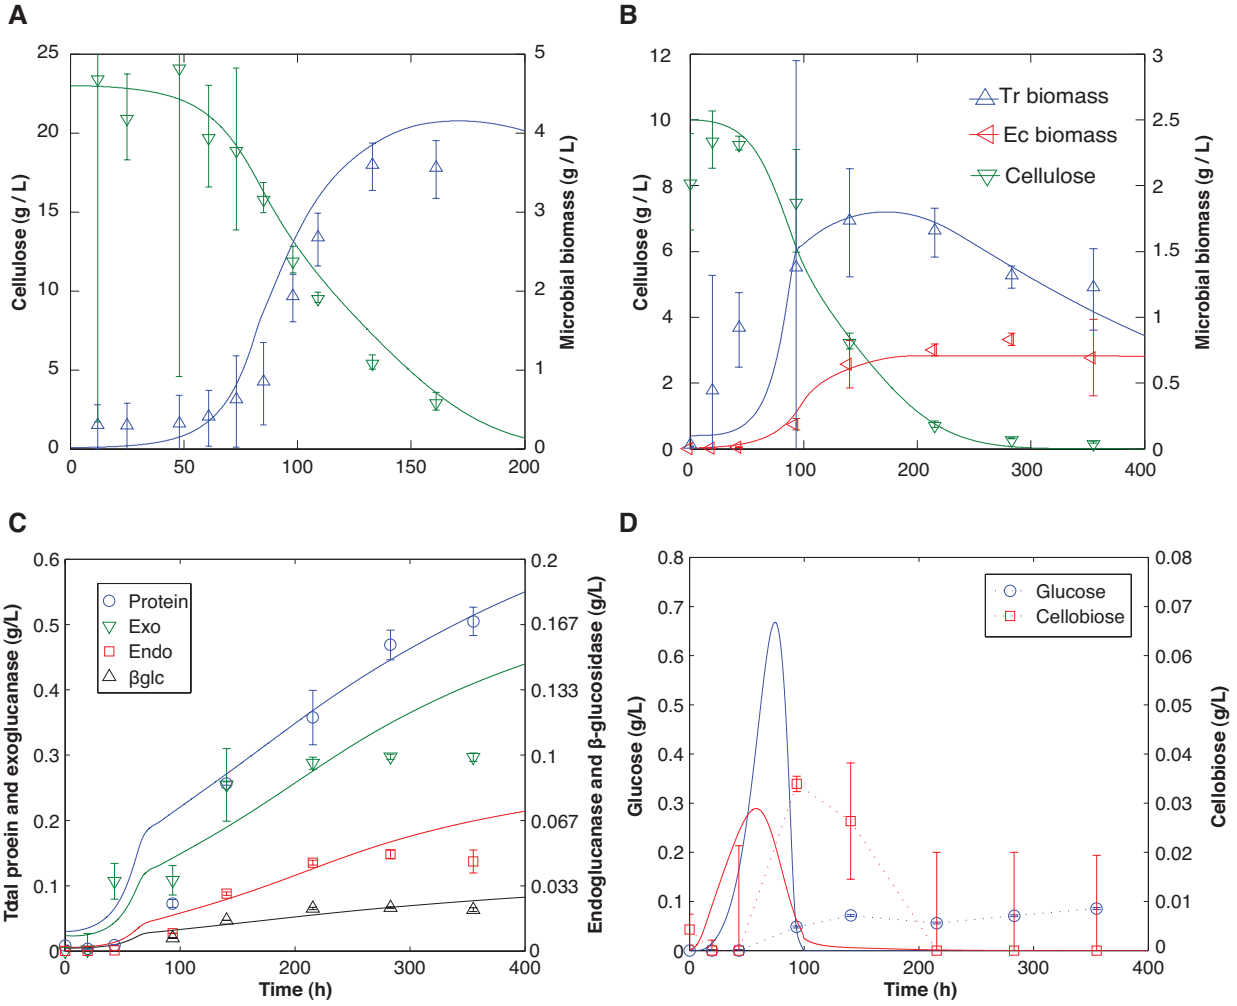 A
B
25
20
15
10
5
0
Cellulose (g / L)
5
4
3
2
1
0
Microbial biomass (g / L)
0 50 100 150 200
12
10
8
6
4
2
0
Cellulose (g / L)
3
2.5
2
1.5
1
0.5
0
Microbial biomass (g / L)
Tr biomass
Ec biomass
Cellulose
0 100 200 300 400
C
D
0.6
0.5
0.4
0.3
0.2
0.1
0
Tdal proein and exoglucanase (g/L)
Protein
Exo
Endo
βglc
0.2
0.167
0.133
0.1
0.067
0.033
0
Endoglucanase and β-glucosidase (g/L)
0 100 200 300 400
Time (h)
0.8
0.7
0.6
0.5
0.4
0.3
0.2
0.1
0
Glucose (g/L)
Glucose
Cellobiose
0.08
0.07
0.06
0.05
0.04
0.03
0.02
0.01
0
Cellobiose (g/L)
0 100 200 300 400
Time (h)